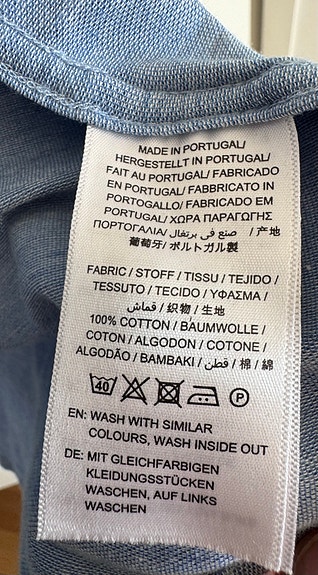 MADE IN PORTUGAL/
HERGESTELLT IN PORTUGAL/
FAIT AU PORTUGAL/ FABRICADO
EN PORTUGAL/ FABBRICATO IN
PORTOGALLO/ FABRICADO EM
PORTUGAL/ ΧΩΡΑ ΠΑΡΑΓΩΓΗΣ
ΠΟΡΤΟΓΑΛΙΑ/ صنع في برتغال / 产地
葡萄牙/ ポルトガル製
FABRIC / STOFF / TISSU / TEJIDO /
TESSUTO / TECIDO / ΥΦΑΣΜΑ /
قماش / 织物 / 生地
100% COTTON / BAUMWOLLE /
COTON / ALGODON / COTONE /
ALGODÃO / BAMBAKI / قطن / 棉 / 綿
40 P
EN: WASH WITH SIMILAR
COLOURS, WASH INSIDE OUT
DE: MIT GLEICHFARBIGEN
KLEIDUNGSSTÜCKEN
WASCHEN, AUF LINKS
WASCHEN